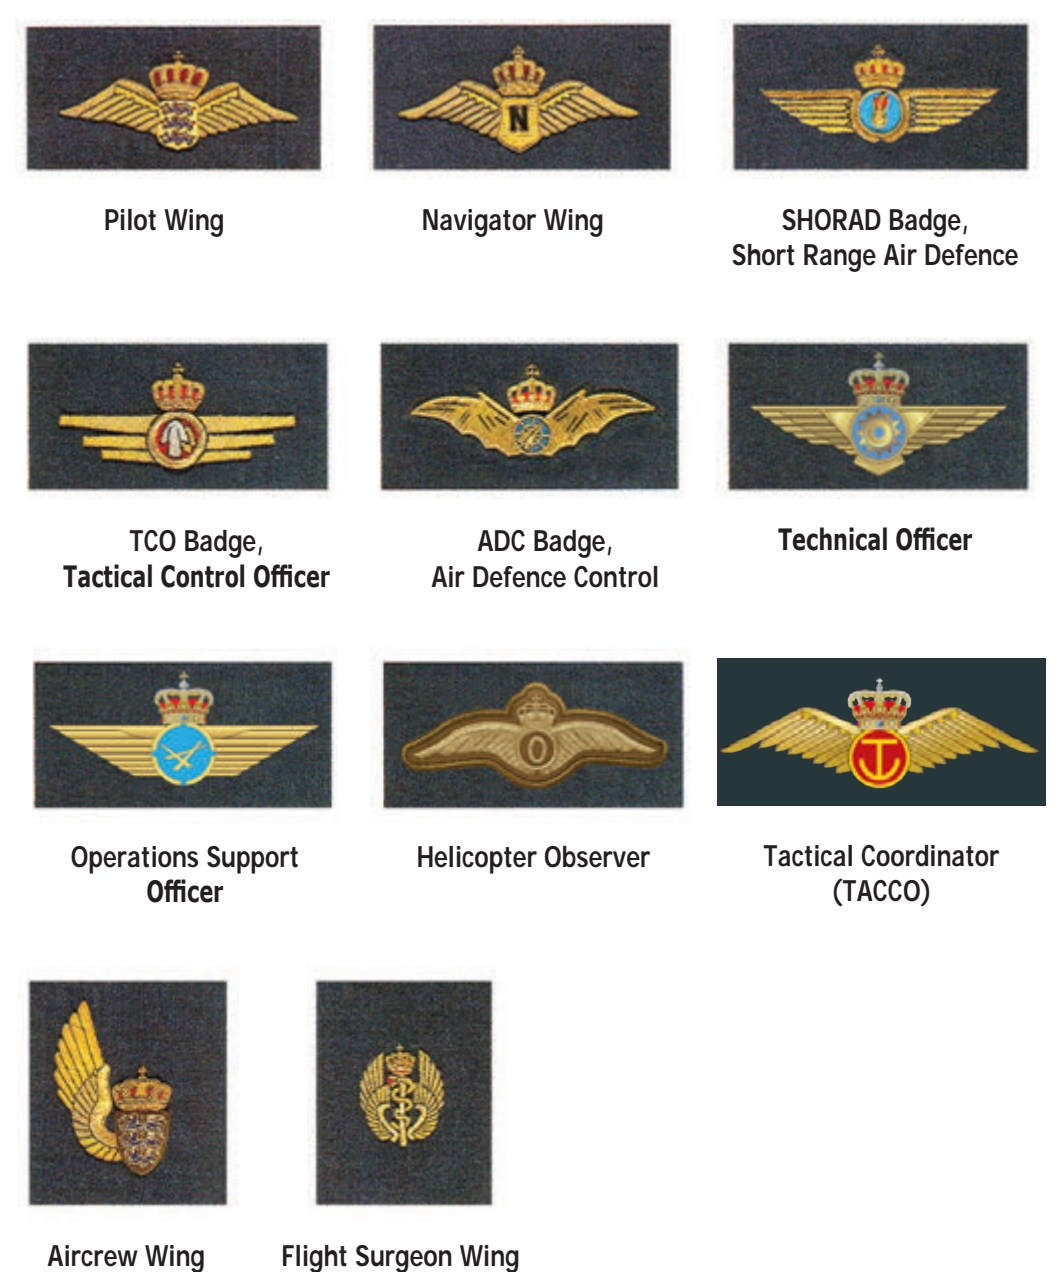 N
Pilot Wing
Navigator Wing
SHORAD Badge,
Short Range Air Defence
TCO Badge,
Tactical Control Officer
ADC Badge,
Air Defence Control
Technical Officer
O
T
Operations Support
Officer
Helicopter Observer
Tactical Coordinator
(TACCO)
Aircrew Wing
Flight Surgeon Wing